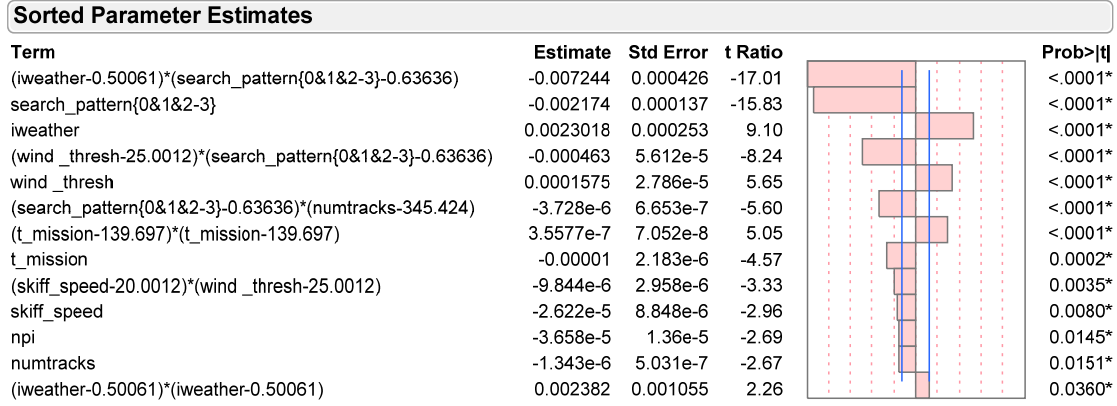 Sorted Parameter Estimates
Term Estimate Std Error t Ratio Prob>|t|
(iweather-0.50061)*(search_pattern{0&1&2-3}-0.63636) -0.007244 0.000426 -17.01 <.0001*
search_pattern{0&1&2-3} -0.002174 0.000137 -15.83 <.0001*
iweather 0.0023018 0.000253 9.10 <.0001*
(wind _thresh-25.0012)*(search_pattern{0&1&2-3}-0.63636) -0.000463 5.612e-5 -8.24 <.0001*
wind _thresh 0.0001575 2.786e-5 5.65 <.0001*
(search_pattern{0&1&2-3}-0.63636)*(numtracks-345.424) -3.728e-6 6.653e-7 -5.60 <.0001*
(t_mission-139.697)*(t_mission-139.697) 3.5577e-7 7.052e-8 5.05 <.0001*
t_mission -0.00001 2.183e-6 -4.57 0.0002*
(skiff_speed-20.0012)*(wind _thresh-25.0012) -9.844e-6 2.958e-6 -3.33 0.0035*
skiff_speed -2.622e-5 8.848e-6 -2.96 0.0080*
npi -3.658e-5 1.36e-5 -2.69 0.0145*
numtracks -1.343e-6 5.031e-7 -2.67 0.0151*
(iweather-0.50061)*(iweather-0.50061) 0.002382 0.001055 2.26 0.0360*